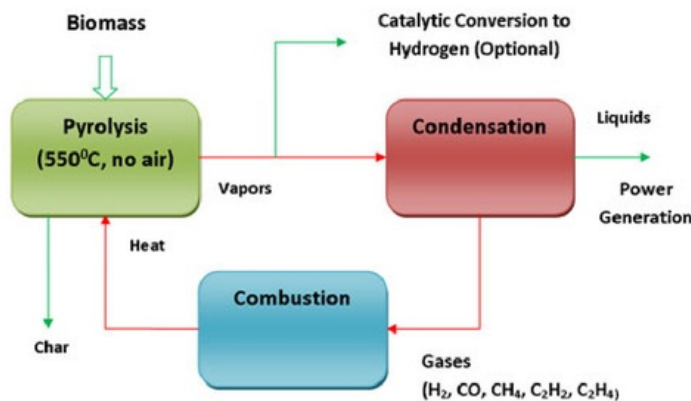 Biomass
Catalytic Conversion to
Hydrogen (Optional)
Pyrolysis
(550⁰C, no air)
Vapors
Condensation
Liquids
Power
Generation
Heat
Combustion
Char
Gases
(H₂, CO, CH₄, C₂H₂, C₂H₄)